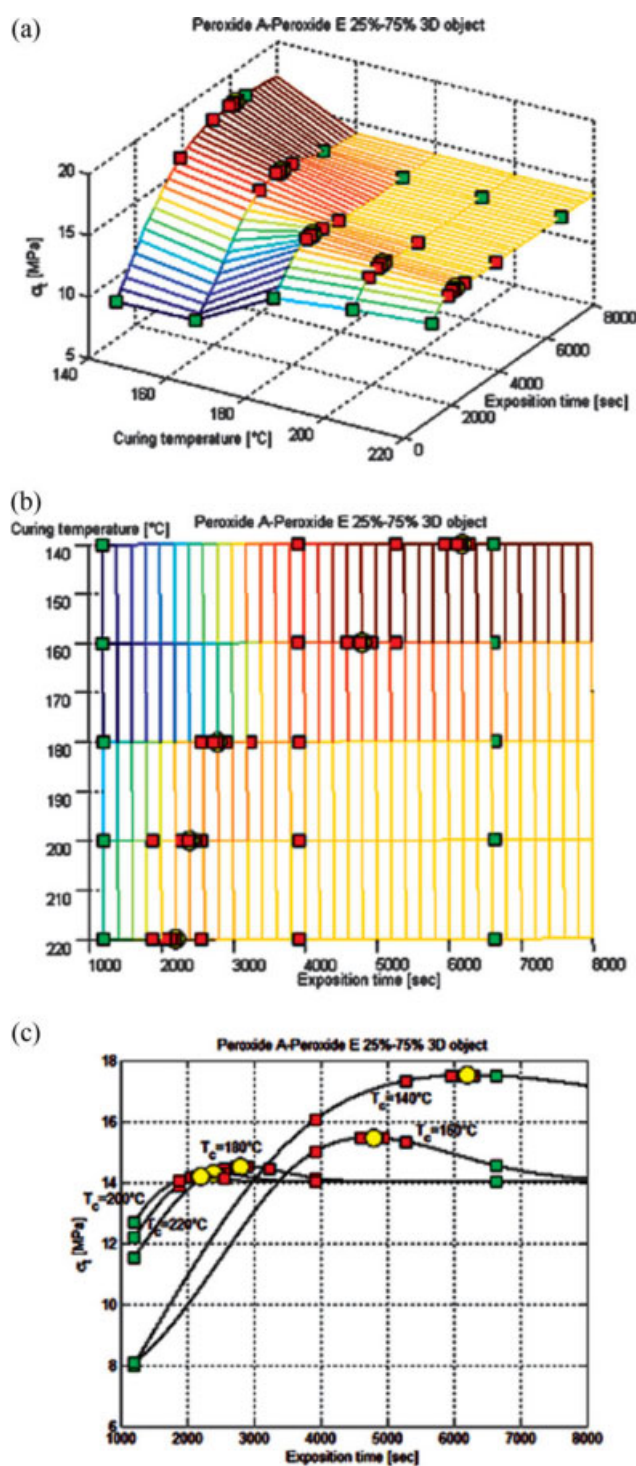 (a)
Peroxide A-Peroxide E 25%-75% 3D object
20
15
10
5
σt [MPa]
140
160
180
200
220
Curing temperature [°C]
0
2000
4000
6000
8000
Exposition time [sec]
(b)
Peroxide A-Peroxide E 25%-75% 3D object
Curing temperature [°C]
140
150
160
170
180
190
200
210
220
1000 2000 3000 4000 5000 6000 7000 8000
Exposition time [sec]
(c)
Peroxide A-Peroxide E 25%-75% 3D object
18
16
14
12
10
8
6
σt [MPa]
Tc=140°C
Tc=160°C
Tc=180°C
Tc=200°C
Tc=220°C
1000 2000 3000 4000 5000 6000 7000 8000
Exposition time [sec]